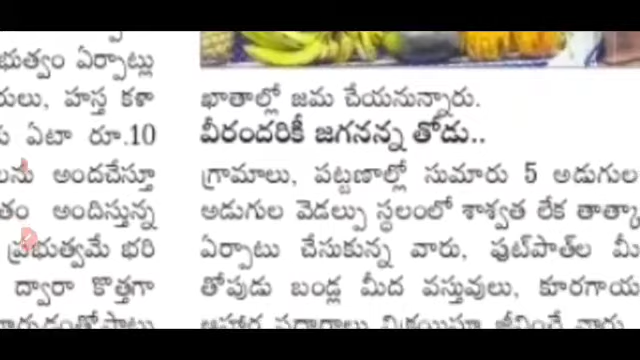 భుత్వం ఏర్పాట్లు
రులు, హస్త కళా
ఏటా రూ.10
అందచేస్తూ
అందిస్తున్న
ప్రభుత్వమే భరి
ద్వారా కొత్తగా
ఖాతాల్లో జమ చేయనున్నారు.
వీరందరికీ జగనన్న తోడు..
గ్రామాలు, పట్టణాల్లో సుమారు 5 అడుగుల
అడుగుల వెడల్పు స్థలంలో శాశ్వత లేక తాత్కా
ఏర్పాటు చేసుకున్న వారు, ఫుట్‌పాత్‌ల మీ
తోపుడు బండ్ల మీద వస్తువులు, కూరగాయ